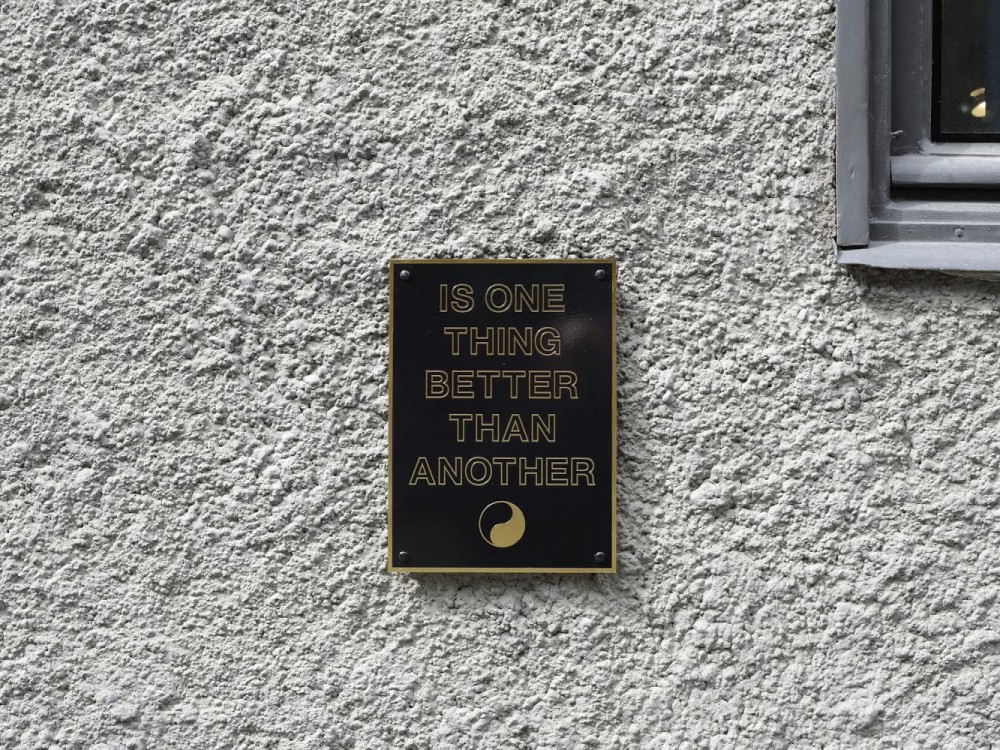 IS ONE
THING
BETTER
THAN
ANOTHER